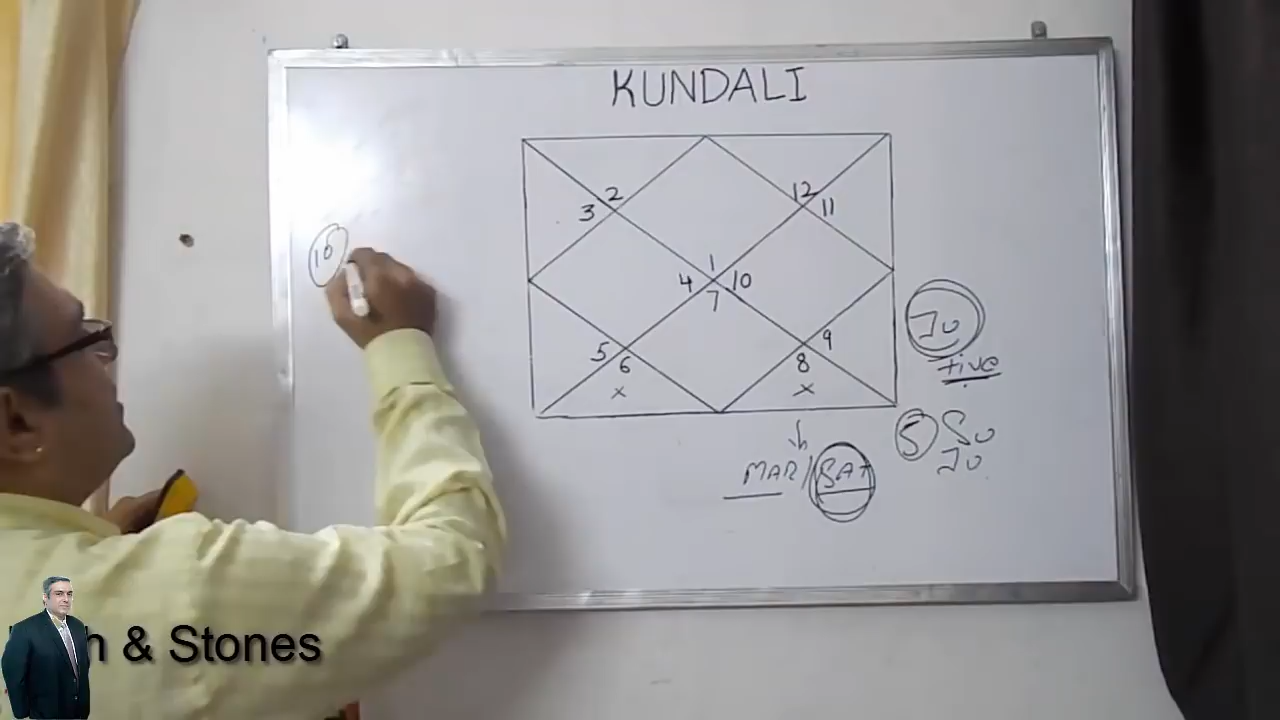 KUNDALI
2 12
3 11
1
4 10
7
5 9
6 8
x x
10
Ju
+ive
5 Su
Ju
MAR/SAT
& Stones